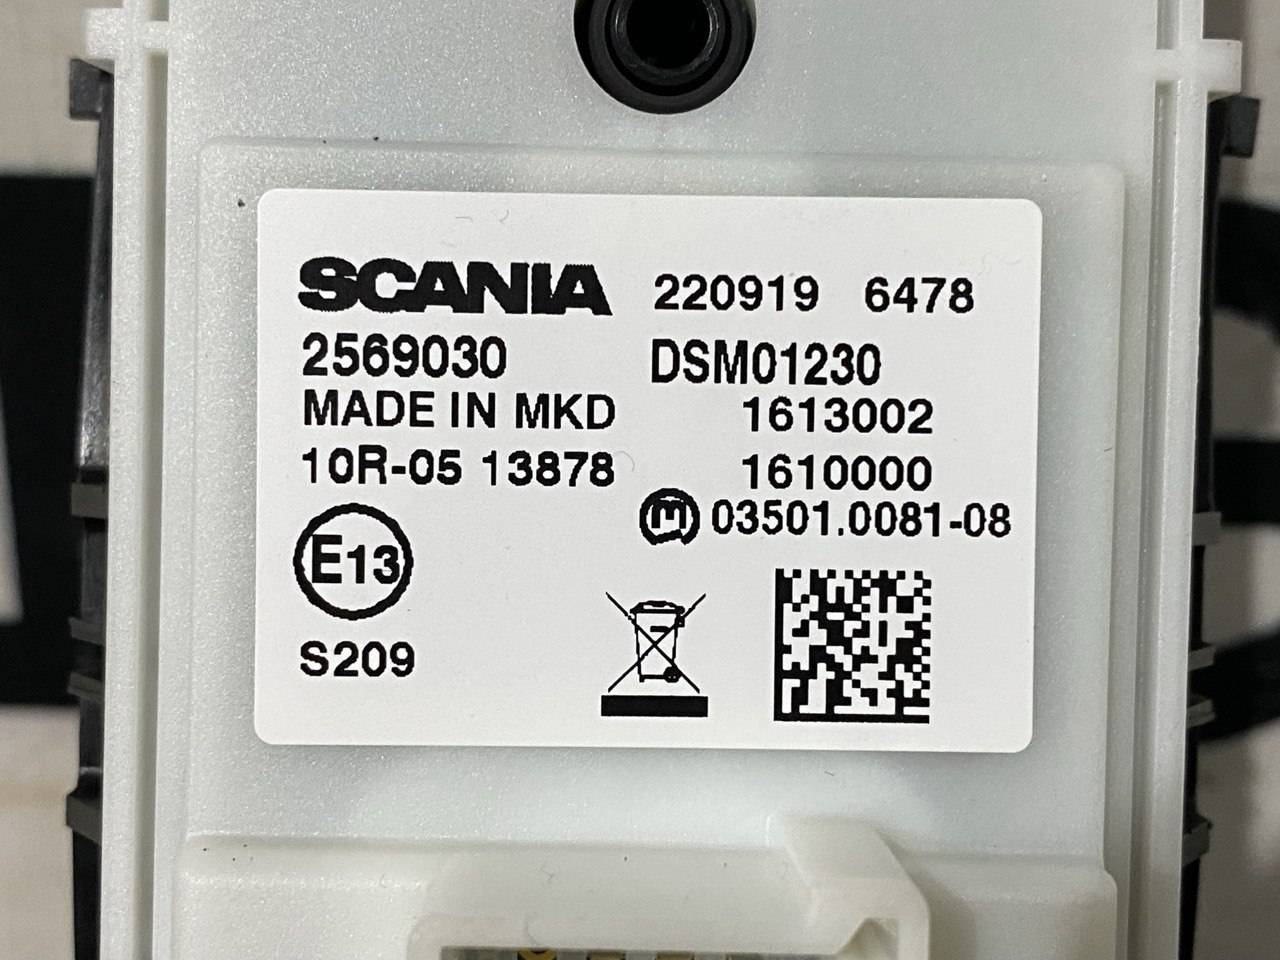 SCANIA 220919 6478
2569030 DSM01230
MADE IN MKD 1613002
10R-05 13878 1610000
M 03501.0081-08
E13
S209